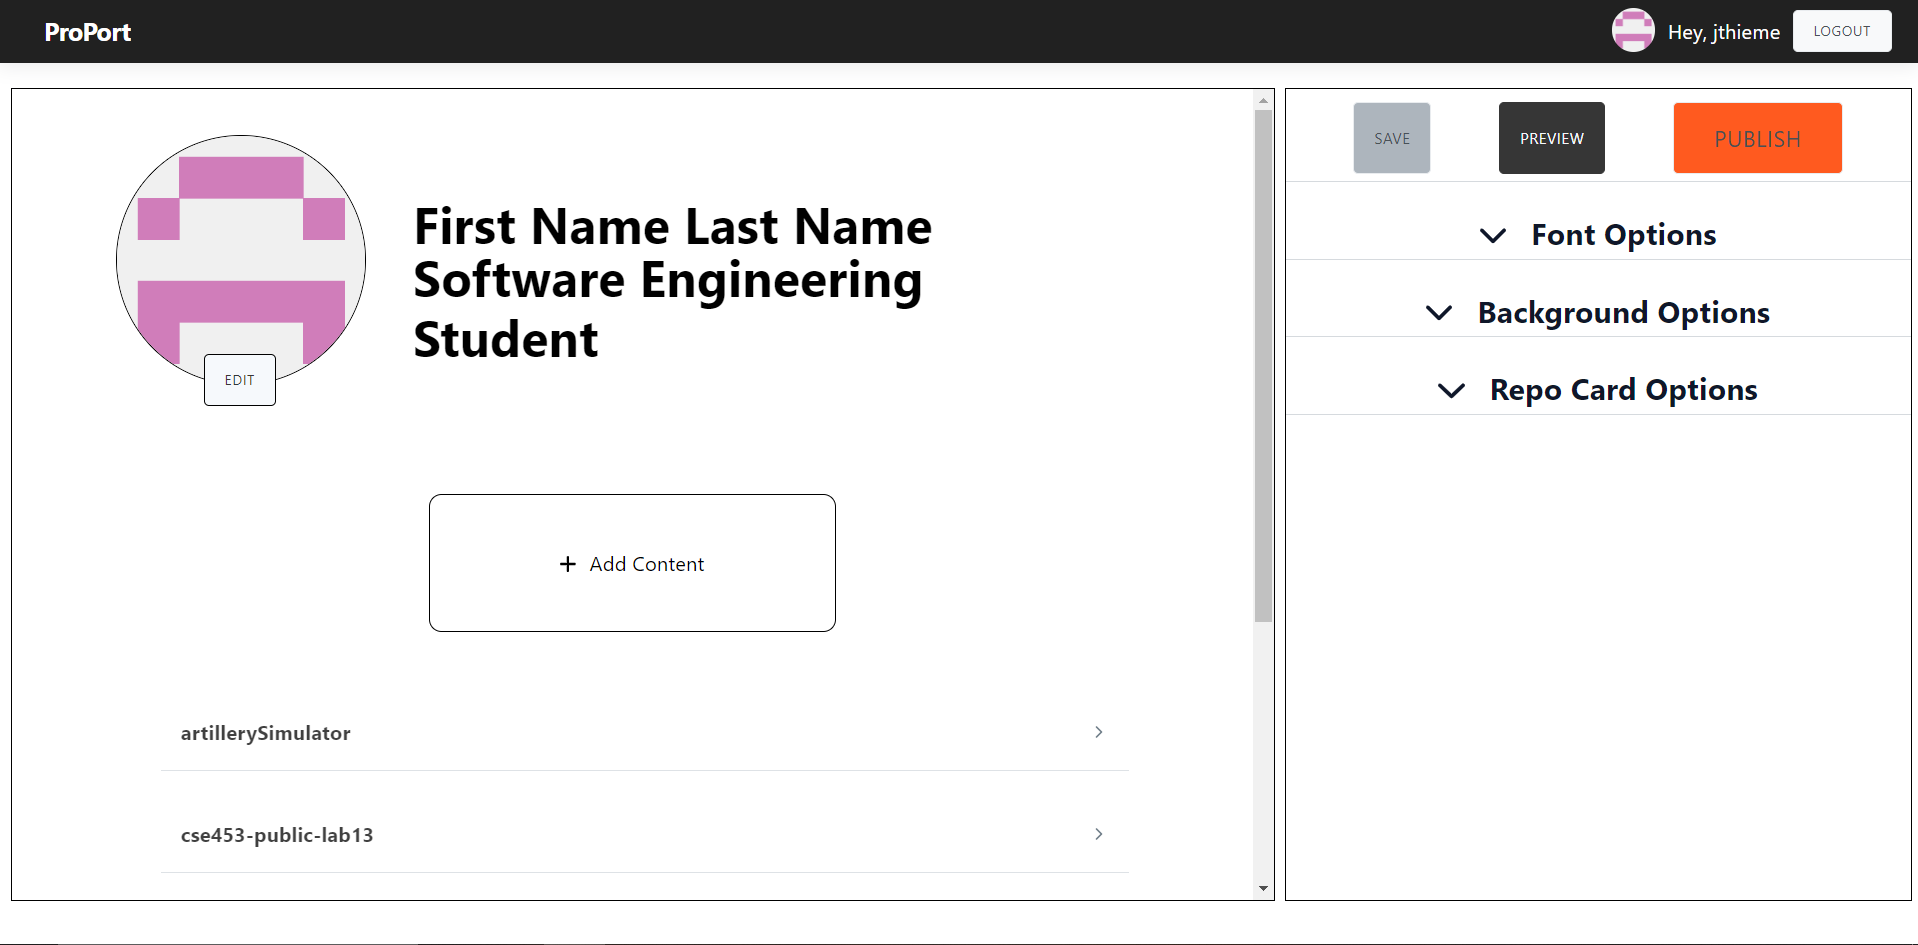 ProPort
Hey, jthieme
LOGOUT
First Name Last Name
Software Engineering
Student
EDIT
+ Add Content
artillerySimulator
cse453-public-lab13
SAVE
PREVIEW
PUBLISH
Font Options
Background Options
Repo Card Options